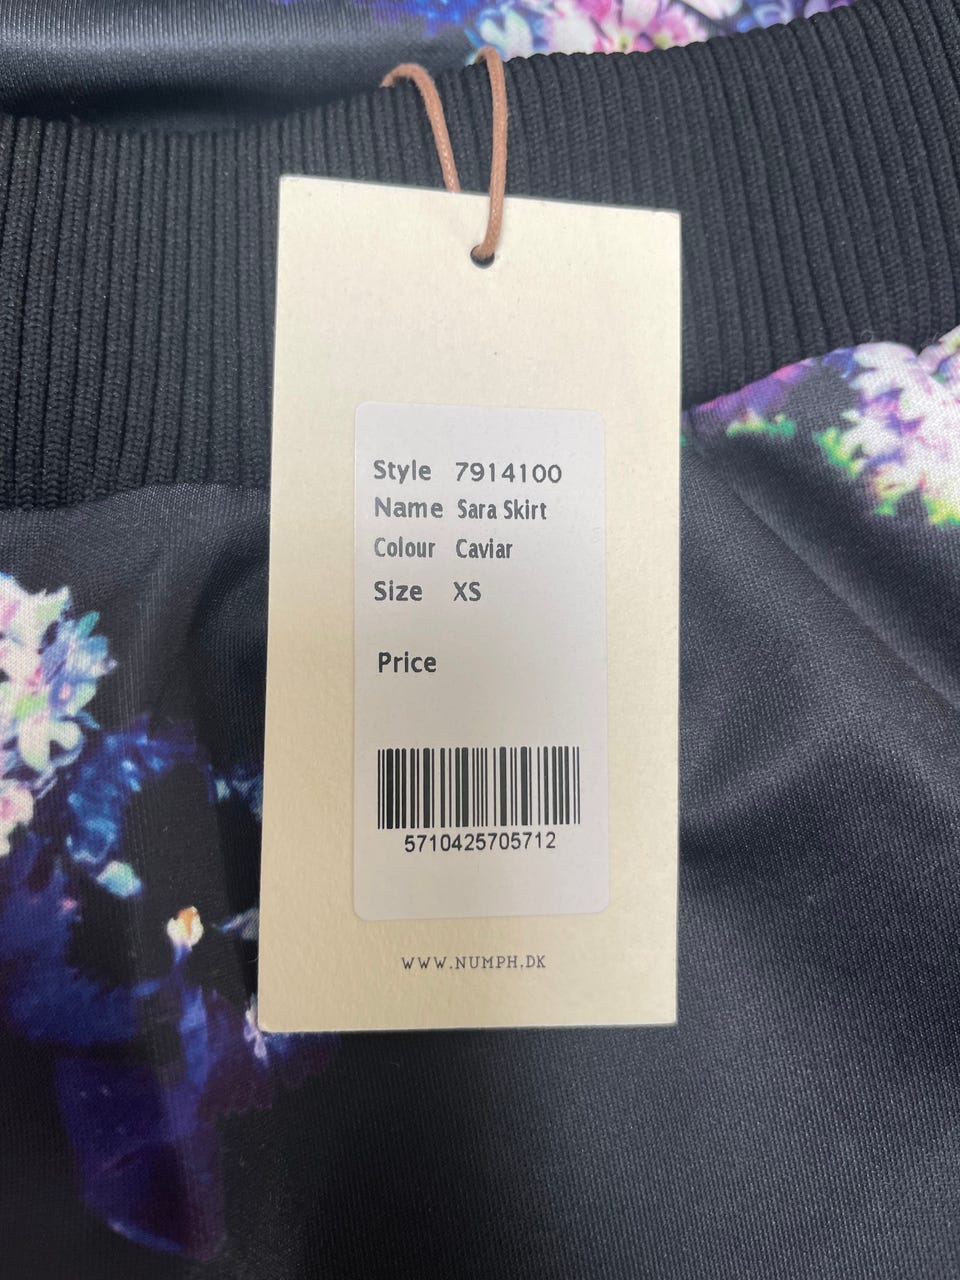 Style 7914100
Name Sara Skirt
Colour Caviar
Size XS
Price
5710425705712
WWW.NUMPH.DK